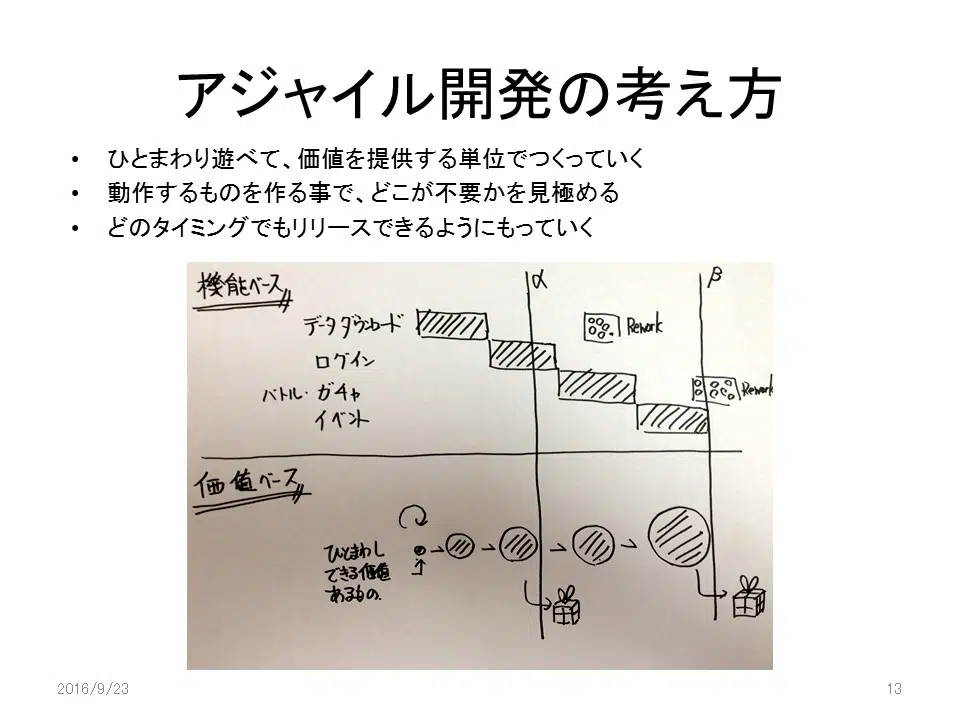 アジャイル開発の考え方
• ひとまわり遊べて、価値を提供する単位でつくっていく
• 動作するものを作る事で、どこが不要かを見極める
• どのタイミングでもリリースできるようにもっていく
機能ベース
α
β
データダウンロード
Rework
ログイン
バトル・ガチャ
Rework
イベント
価値ベース
ひとまわし
できる価値
あるもの.
2016/9/23
13